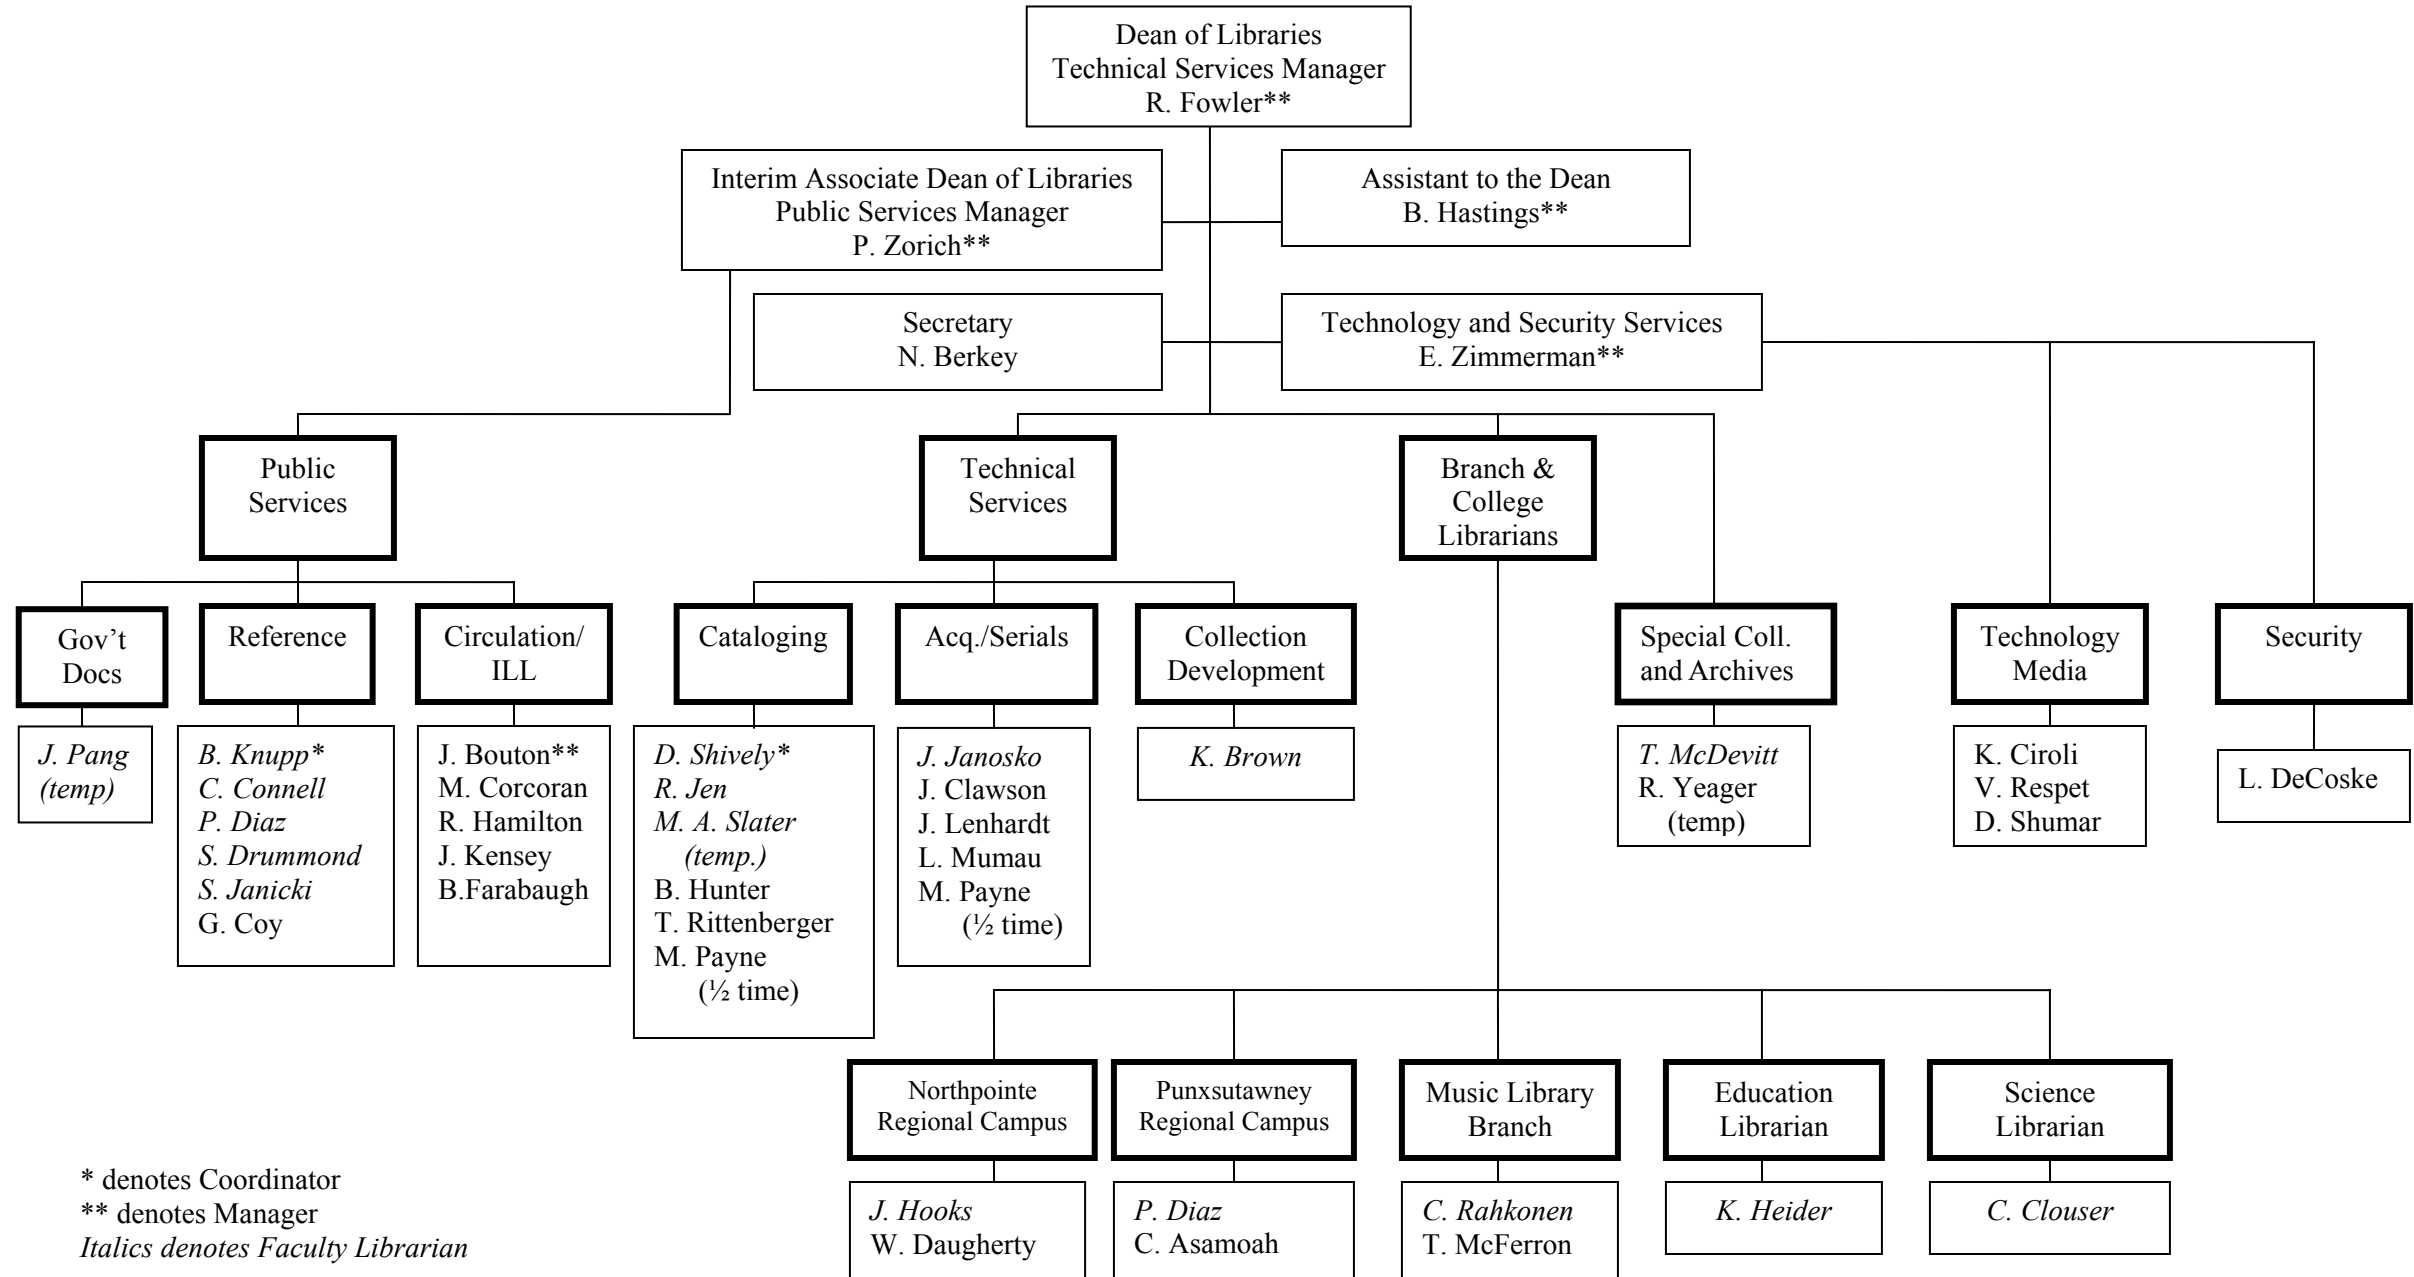 Dean of Libraries
Technical Services Manager
R. Fowler**
Interim Associate Dean of Libraries
Public Services Manager
P. Zorich**
Assistant to the Dean
B. Hastings**
Secretary
N. Berkey
Technology and Security Services
E. Zimmerman**
Public
Services
Technical
Services
Branch &
College
Librarians
Gov’t
Docs
Reference
Circulation/
ILL
Cataloging
Acq./Serials
Collection
Development
Special Coll.
and Archives
Technology
Media
Security
J. Pang
(temp)
B. Knupp*
C. Connell
P. Diaz
S. Drummond
S. Janicki
G. Coy
J. Bouton**
M. Corcoran
R. Hamilton
J. Kensey
B.Farabaugh
D. Shively*
R. Jen
M. A. Slater
(temp.)
B. Hunter
T. Rittenberger
M. Payne
(½ time)
J. Janosko
J. Clawson
J. Lenhardt
L. Mumau
M. Payne
(½ time)
K. Brown
T. McDevitt
R. Yeager
(temp)
K. Ciroli
V. Respet
D. Shumar
L. DeCoske
Northpointe
Regional Campus
Punxsutawney
Regional Campus
Music Library
Branch
Education
Librarian
Science
Librarian
J. Hooks
W. Daugherty
P. Diaz
C. Asamoah
C. Rahkonen
T. McFerron
K. Heider
C. Clouser
* denotes Coordinator
** denotes Manager
Italics denotes Faculty Librarian